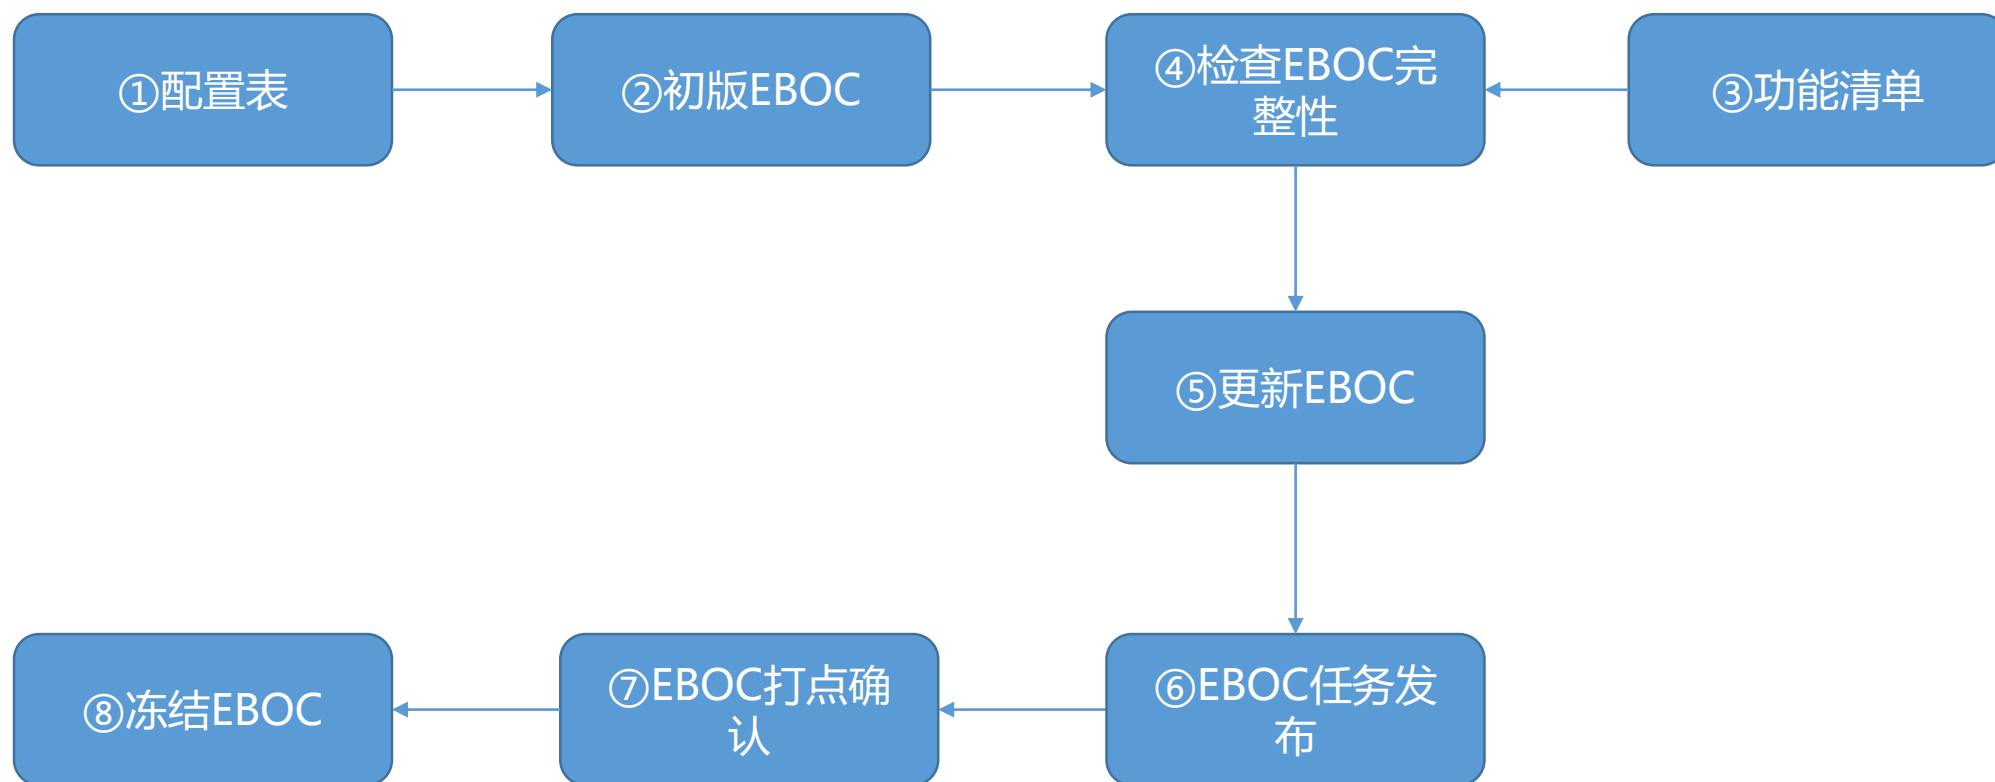 ①配置表
②初版EBOC
④检查EBOC完
整性
③功能清单
⑤更新EBOC
⑧冻结EBOC
⑦EBOC打点确
认
⑥EBOC任务发
布